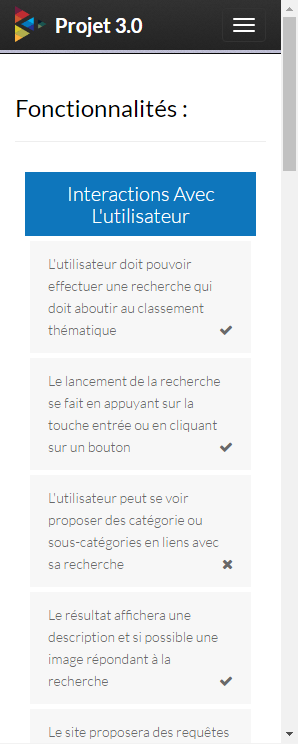 Projet 3.0
Fonctionnalités :
Interactions Avec
L'utilisateur
L'utilisateur doit pouvoir
effectuer une recherche qui
doit aboutir au classement
thématique
Le lancement de la recherche
se fait en appuyant sur la
touche entrée ou en cliquant
sur un bouton
L'utilisateur peut se voir
proposer des catégorie ou
sous-catégories en liens avec
sa recherche
Le résultat affichera une
description et si possible une
image répondant à la
recherche
Le site proposera des requêtes